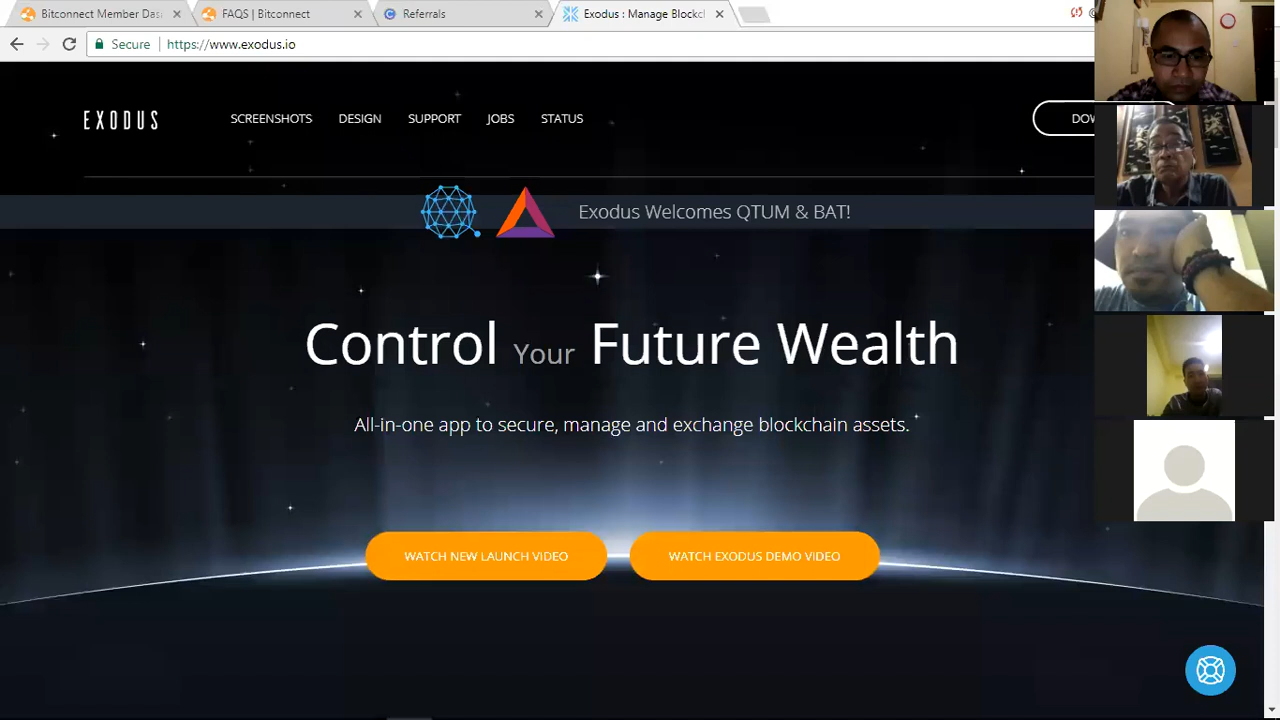 Bitconnect Member Das
FAQS | Bitconnect
Referrals
Exodus : Manage Blockc
Secure
https://www.exodus.io
EXODUS
SCREENSHOTS
DESIGN
SUPPORT
JOBS
STATUS
DOW
Exodus Welcomes QTUM & BAT!
Control Your Future Wealth
All-in-one app to secure, manage and exchange blockchain assets.
WATCH NEW LAUNCH VIDEO
WATCH EXODUS DEMO VIDEO